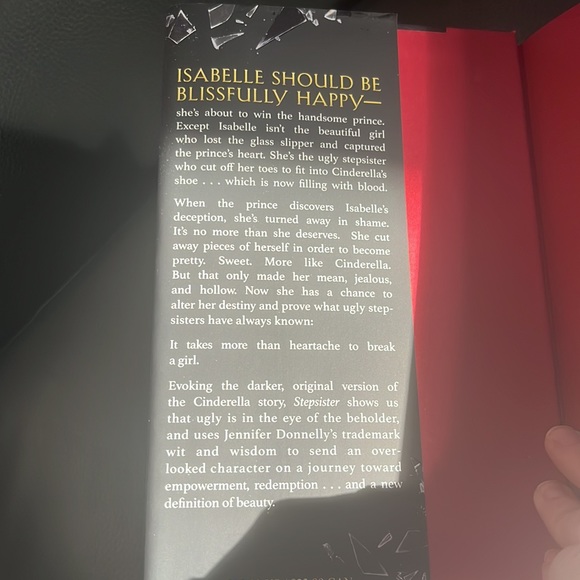 ISABELLE SHOULD BE
BLISSFULLY HAPPY—
she's about to win the handsome prince.
Except Isabelle isn't the beautiful girl
who lost the glass slipper and captured
the prince's heart. She's the ugly stepsister
who cut off her toes to fit into Cinderella's
shoe . . . which is now filling with blood.
When the prince discovers Isabelle's
deception, she's turned away in shame.
It's no more than she deserves. She cut
away pieces of herself in order to become
pretty. Sweet. More like Cinderella.
But that only made her mean, jealous,
and hollow. Now she has a chance to
alter her destiny and prove what ugly step-
sisters have always known:
It takes more than heartache to break
a girl.
Evoking the darker, original version of
the Cinderella story, Stepsister shows us
that ugly is in the eye of the beholder,
and uses Jennifer Donnelly's trademark
wit and wisdom to send an over-
looked character on a journey toward
empowerment, redemption . . . and a new
definition of beauty.